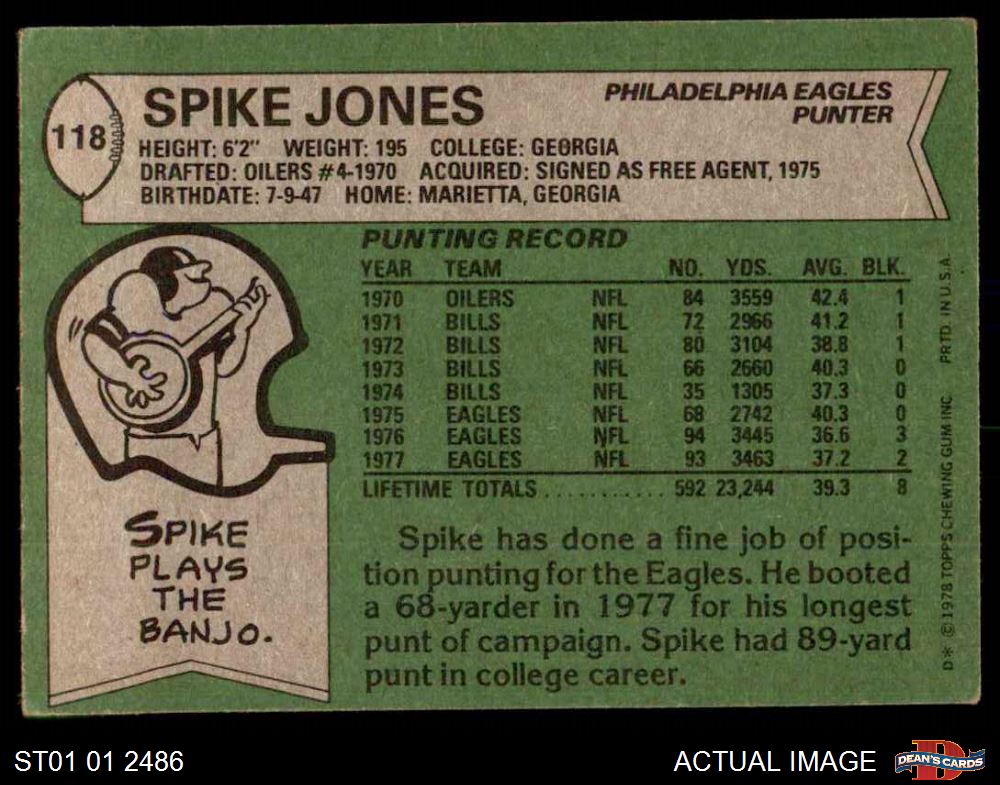 118
SPIKE JONES
PHILADELPHIA EAGLES
PUNTER
HEIGHT: 6'2" WEIGHT: 195 COLLEGE: GEORGIA
DRAFTED: OILERS #4-1970 ACQUIRED: SIGNED AS FREE AGENT, 1975
BIRTHDATE: 7-9-47 HOME: MARIETTA, GEORGIA
PUNTING RECORD
YEAR TEAM NO. YDS. AVG. BLK.
1970 OILERS NFL 84 3559 42.4 1
1971 BILLS NFL 72 2966 41.2 1
1972 BILLS NFL 80 3104 38.8 1
1973 BILLS NFL 66 2660 40.3 0
1974 BILLS NFL 35 1305 37.3 0
1975 EAGLES NFL 68 2742 40.3 0
1976 EAGLES NFL 94 3445 36.6 3
1977 EAGLES NFL 93 3463 37.2 2
LIFETIME TOTALS........... 592 23,244 39.3 8
SPIKE
PLAYS
THE
BANJO.
Spike has done a fine job of posi-
tion punting for the Eagles. He booted
a 68-yarder in 1977 for his longest
punt of campaign. Spike had 89-yard
punt in college career.
D* © 1978 TOPPS CHEWING GUM INC. PRTD. IN U.S.A.
ST01 01 2486
ACTUAL IMAGE
DEAN'S CARDS